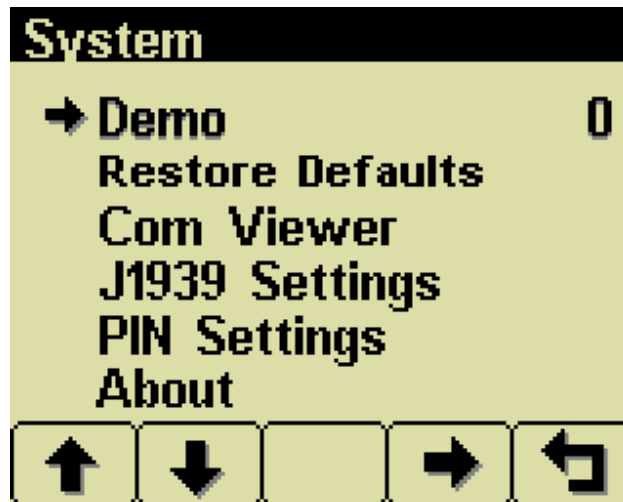 System
Demo 0
Restore Defaults
Com Viewer
J1939 Settings
PIN Settings
About